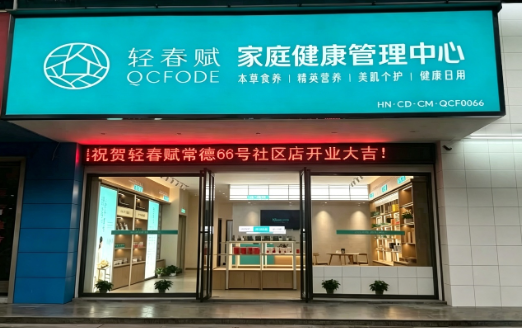 轻春赋
QCFODE
家庭健康管理中心
本草食养 | 精英营养 | 美肌个护 | 健康日用
HN·CD·CM·QCF0066
祝贺轻春赋常德66号社区店开业大吉！